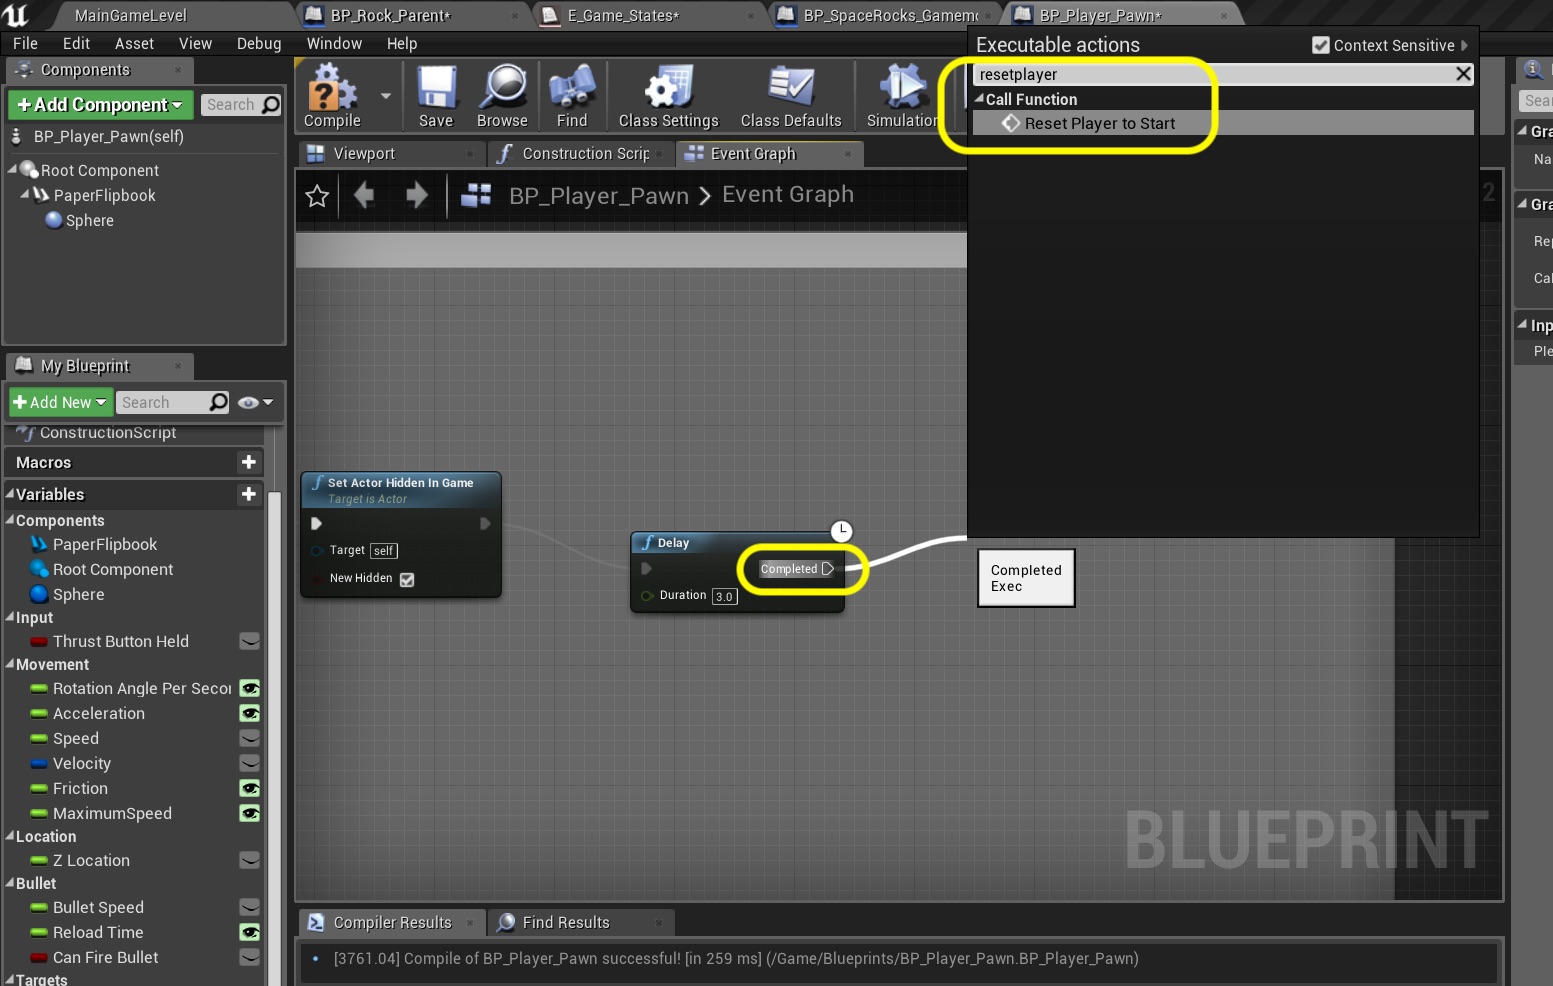 MainGameLevel
BP_Rock_Parent*
E_Game_States*
BP_SpaceRocks_Gamem
BP_Player_Pawn*
File Edit Asset View Debug Window Help
Components
+Add Component
Search
BP_Player_Pawn(self)
Root Component
PaperFlipbook
Sphere
My Blueprint
+Add New
Search
ConstructionScript
Macros
Variables
Components
PaperFlipbook
Root Component
Sphere
Input
Thrust Button Held
Movement
Rotation Angle Per Secon
Acceleration
Speed
Velocity
Friction
MaximumSpeed
Location
Z Location
Bullet
Bullet Speed
Reload Time
Can Fire Bullet
Targets
Compile
Save
Browse
Find
Class Settings
Class Defaults
Simulation
Viewport
Construction Scrip
Event Graph
BP_Player_Pawn > Event Graph
Set Actor Hidden In Game
Target is Actor
Target self
New Hidden
Delay
Completed
Duration 3.0
Executable actions
Context Sensitive
resetplayer
Call Function
Reset Player to Start
Completed
Exec
BLUEPRINT
Compiler Results
Find Results
[3761.04] Compile of BP_Player_Pawn successful! [in 259 ms] (/Game/Blueprints/BP_Player_Pawn.BP_Player_Pawn)
2
Sear
Gra
Na
Gra
Rep
Cal
Inp
Ple